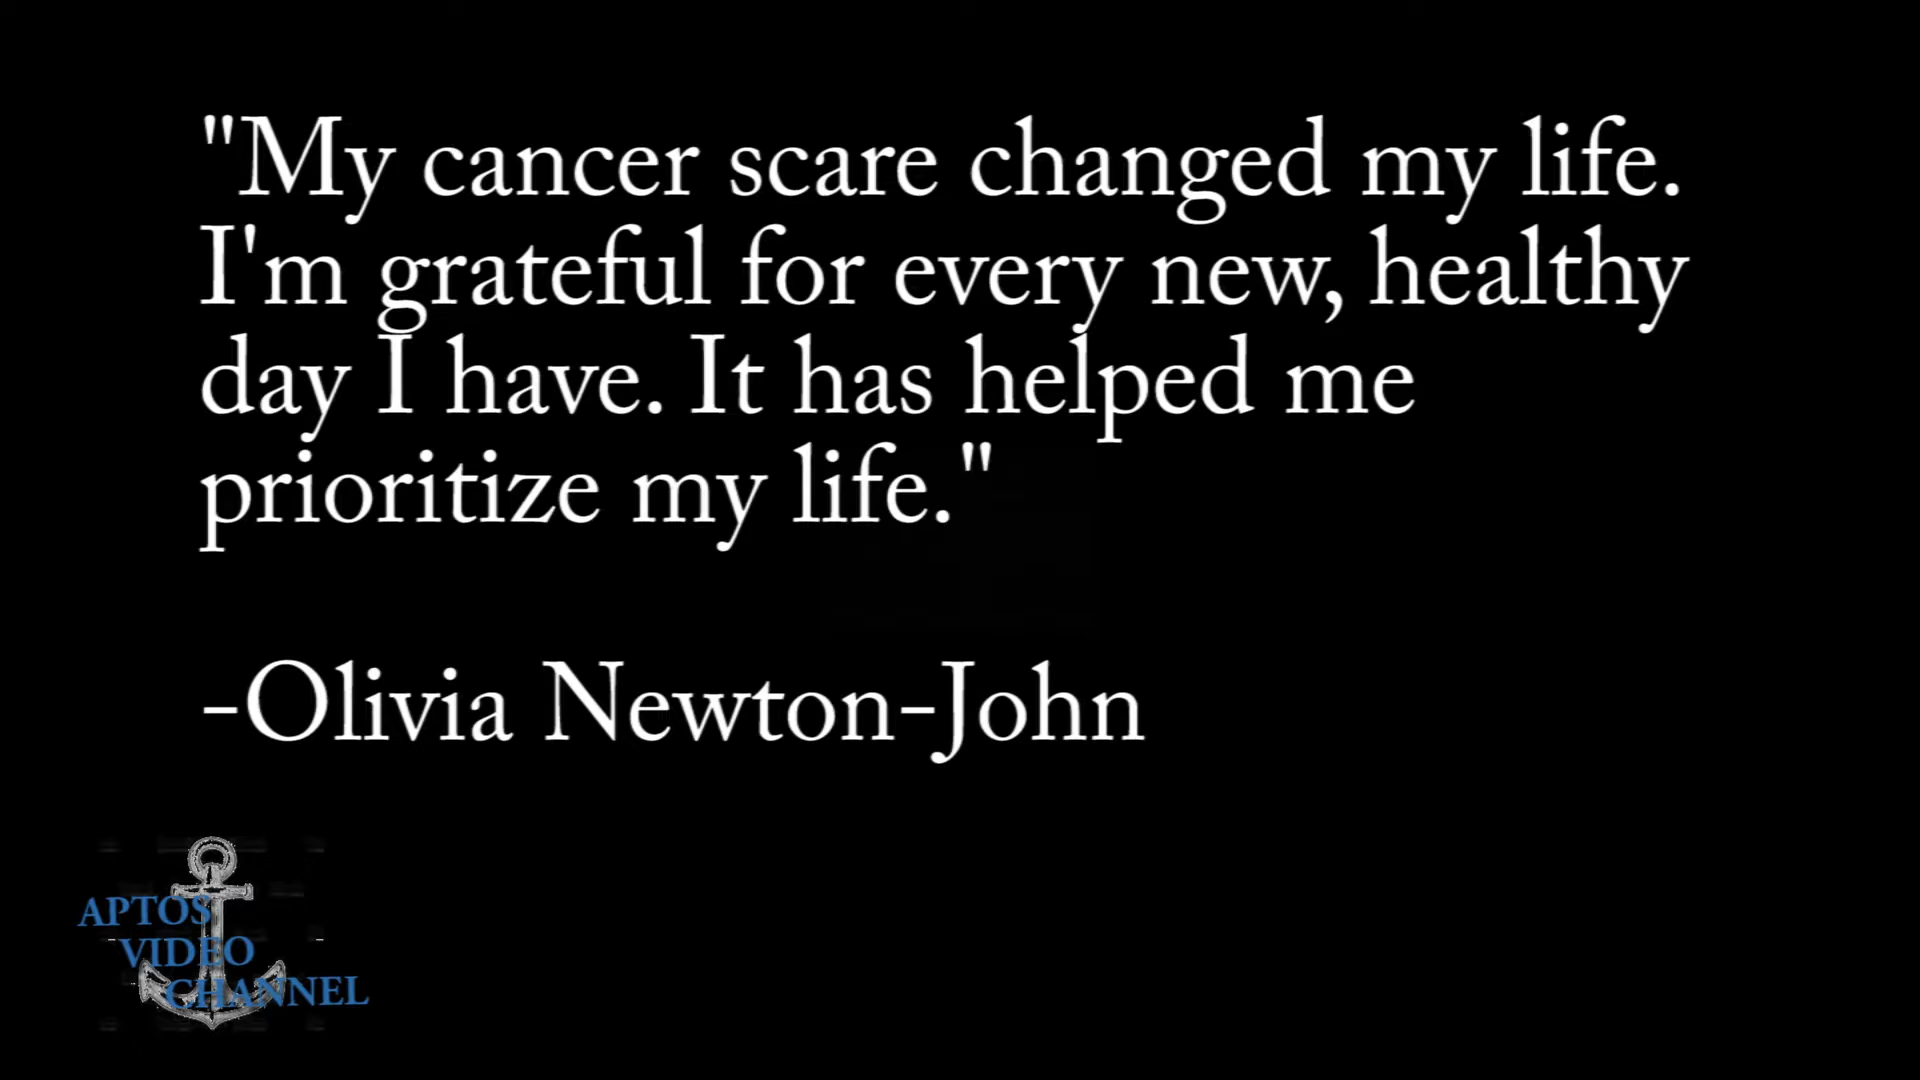 "My cancer scare changed my life.
I'm grateful for every new, healthy
day I have. It has helped me
prioritize my life."
-Olivia Newton-John
APTOS
VIDEO
CHANNEL